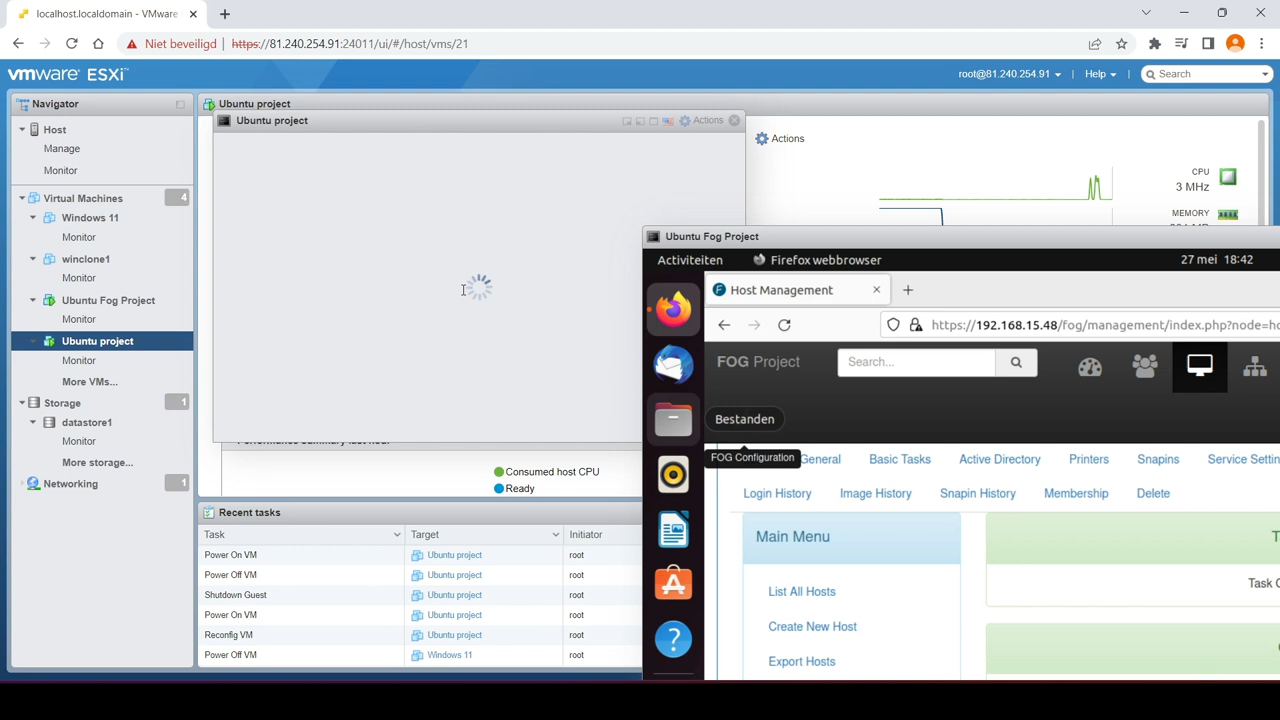 localhost.localdomain - VMware
Niet beveiligd
https://81.240.254.91:24011/ui/#/host/vms/21
vmware ESXi™
root@81.240.254.91
Help
Search
Navigator
Ubuntu project
Host
Manage
Monitor
Virtual Machines
4
Windows 11
Monitor
winclone1
Monitor
Ubuntu Fog Project
Monitor
Ubuntu project
Monitor
More VMs...
Storage
1
datastore1
Monitor
More storage...
Networking
1
Ubuntu project
Actions
Actions
CPU
3 MHz
MEMORY
Consumed host CPU
Ready
Recent tasks
Task
Target
Initiator
Power On VM
Ubuntu project
root
Power Off VM
Ubuntu project
root
Shutdown Guest
Ubuntu project
root
Power On VM
Ubuntu project
root
Reconfig VM
Ubuntu project
root
Power Off VM
Windows 11
root
Ubuntu Fog Project
Activiteiten
Firefox webbrowser
27 mei 18:42
Host Management
https://192.168.15.48/fog/management/index.php?node=ho
FOG Project
Search...
Bestanden
FOG Configuration
General
Basic Tasks
Active Directory
Printers
Snapins
Service Settin
Login History
Image History
Snapin History
Membership
Delete
Main Menu
List All Hosts
Create New Host
Export Hosts
Task